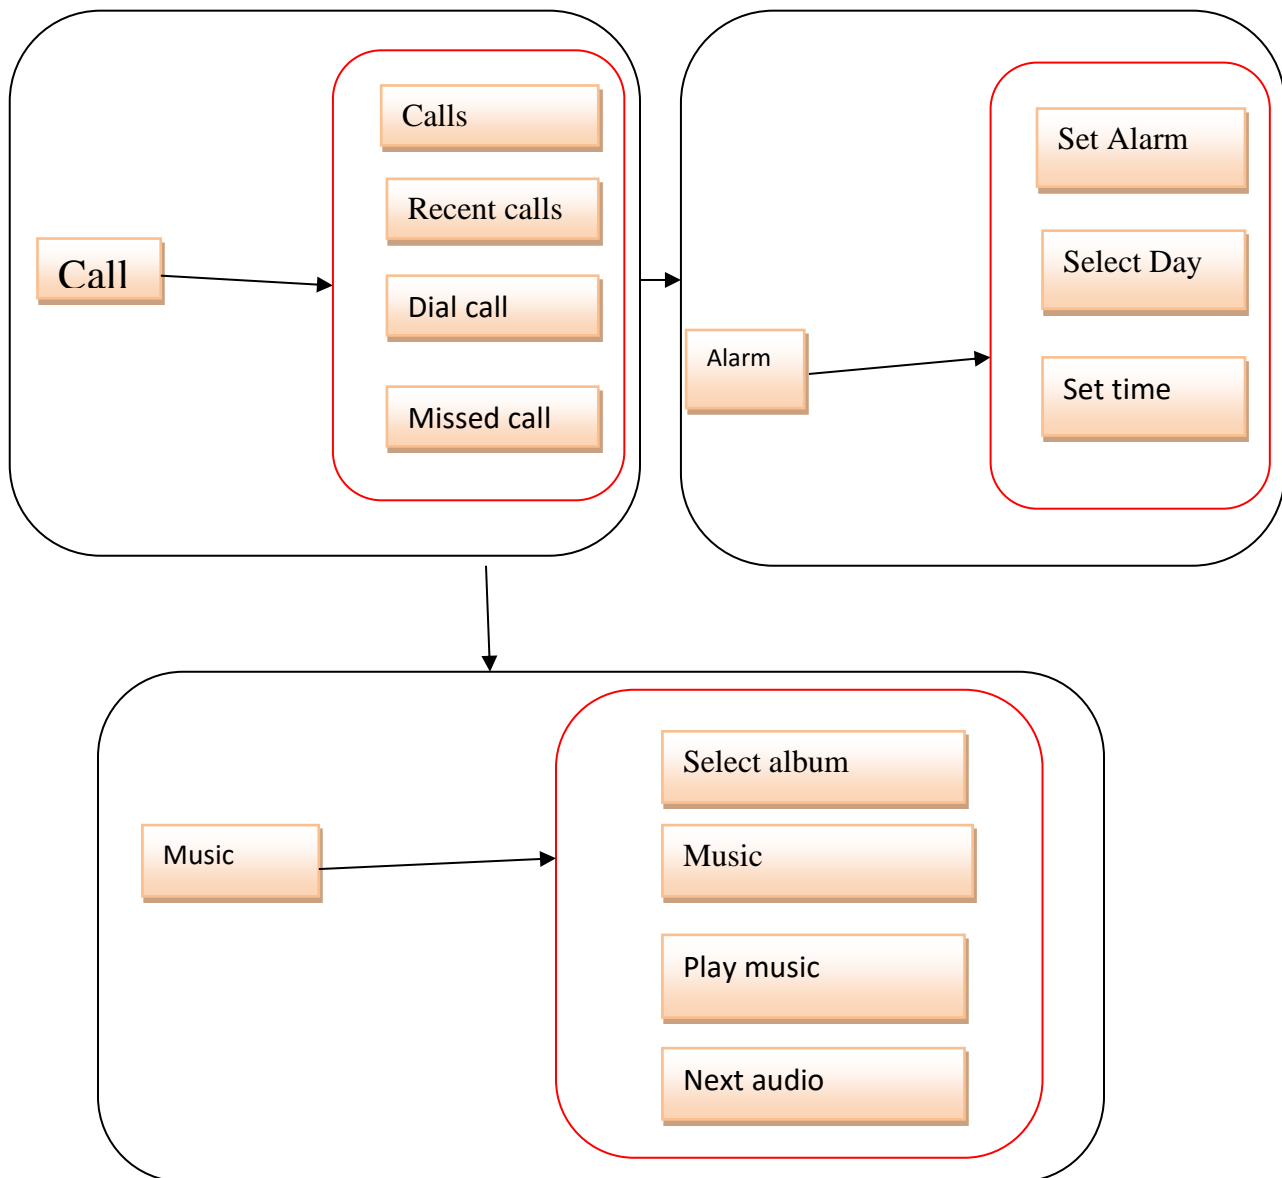 Call
Calls
Recent calls
Dial call
Missed call
Alarm
Set Alarm
Select Day
Set time
Music
Select album
Music
Play music
Next audio